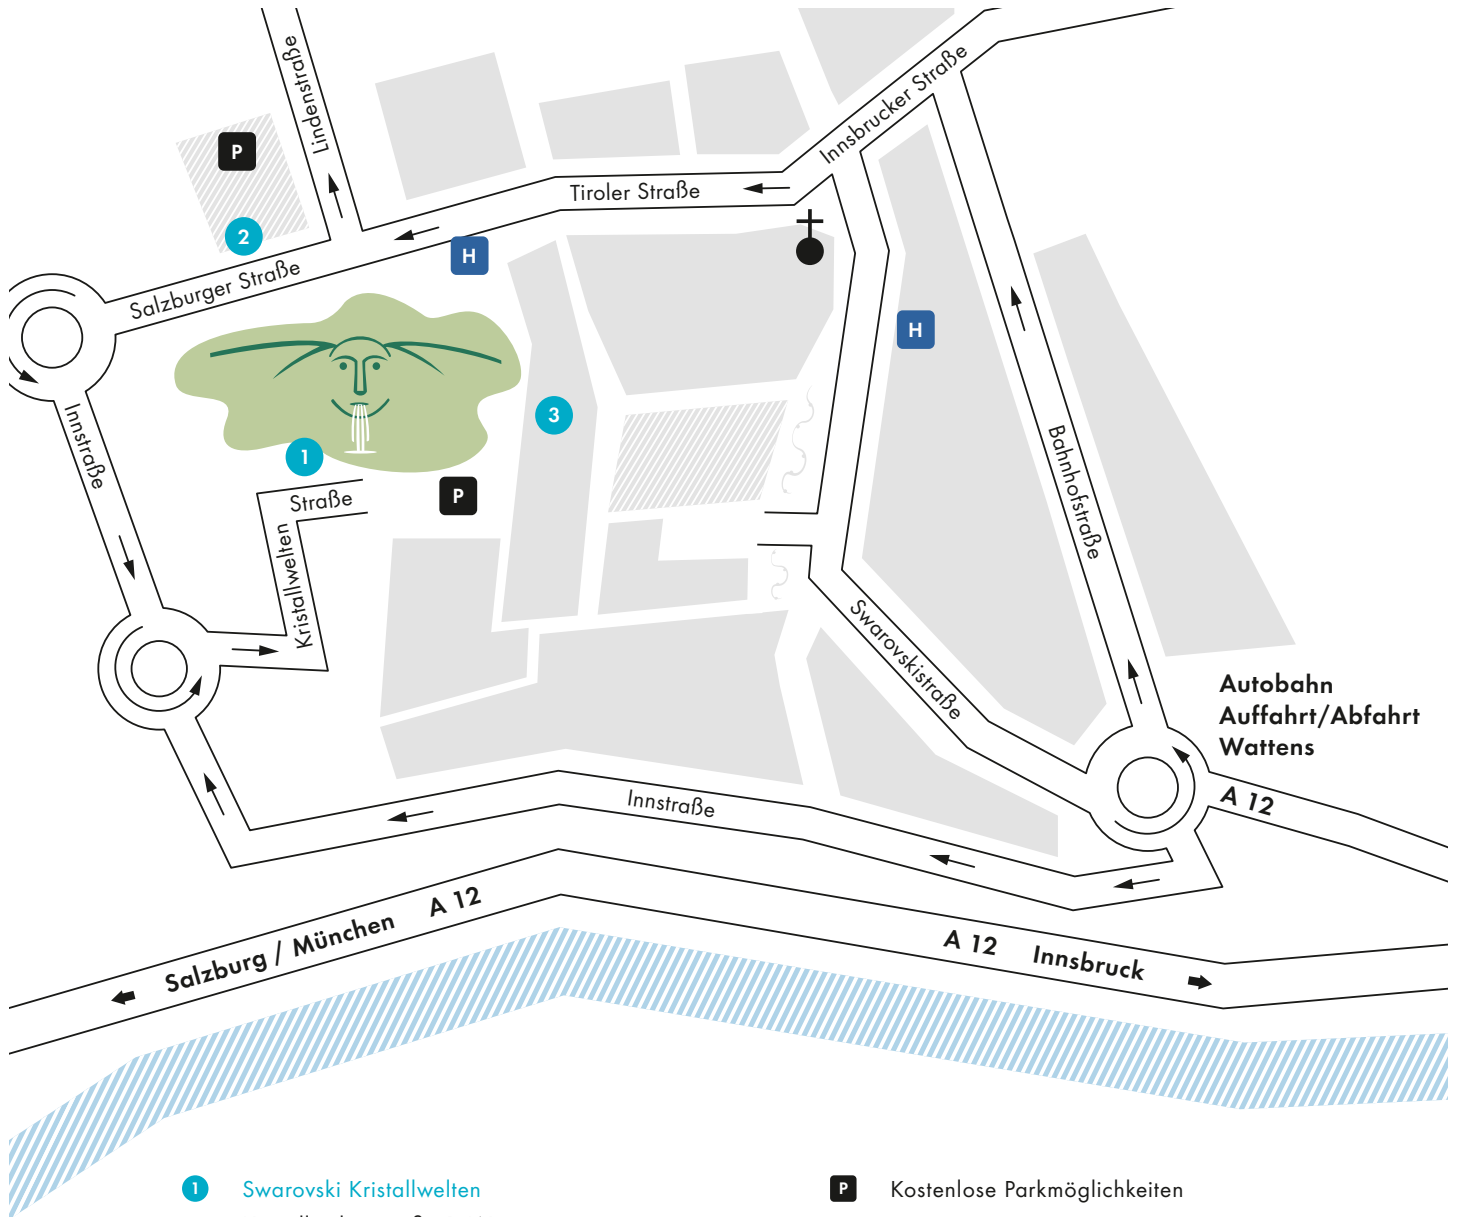 Lindenstraße
P
2
Salzburger Straße
Tiroler Straße
Innsbrucker Straße
H
H
3
1
Innstraße
Straße
Kristallwelten
P
Bahnhofstraße
Swarovskistraße
Autobahn
Auffahrt/Abfahrt
Wattens
A 12
Innstraße
Salzburg / München A 12
A 12 Innsbruck
1 Swarovski Kristallwelten
P Kostenlose Parkmöglichkeiten